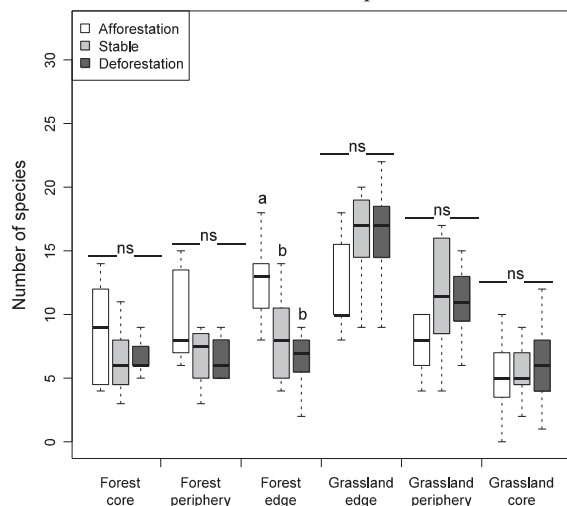 Afforestation
Stable
Deforestation
Number of species
30
25
20
15
10
5
0
ns
ns
a
b
b
ns
ns
ns
Forest core
Forest periphery
Forest edge
Grassland edge
Grassland periphery
Grassland core